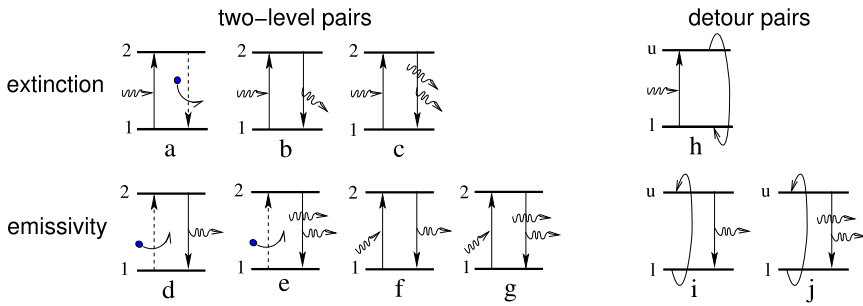 two−level pairs
detour pairs
extinction
2
1
a
2
1
b
2
1
c
u
l
h
emissivity
2
1
d
2
1
e
2
1
f
2
1
g
u
l
i
u
l
j